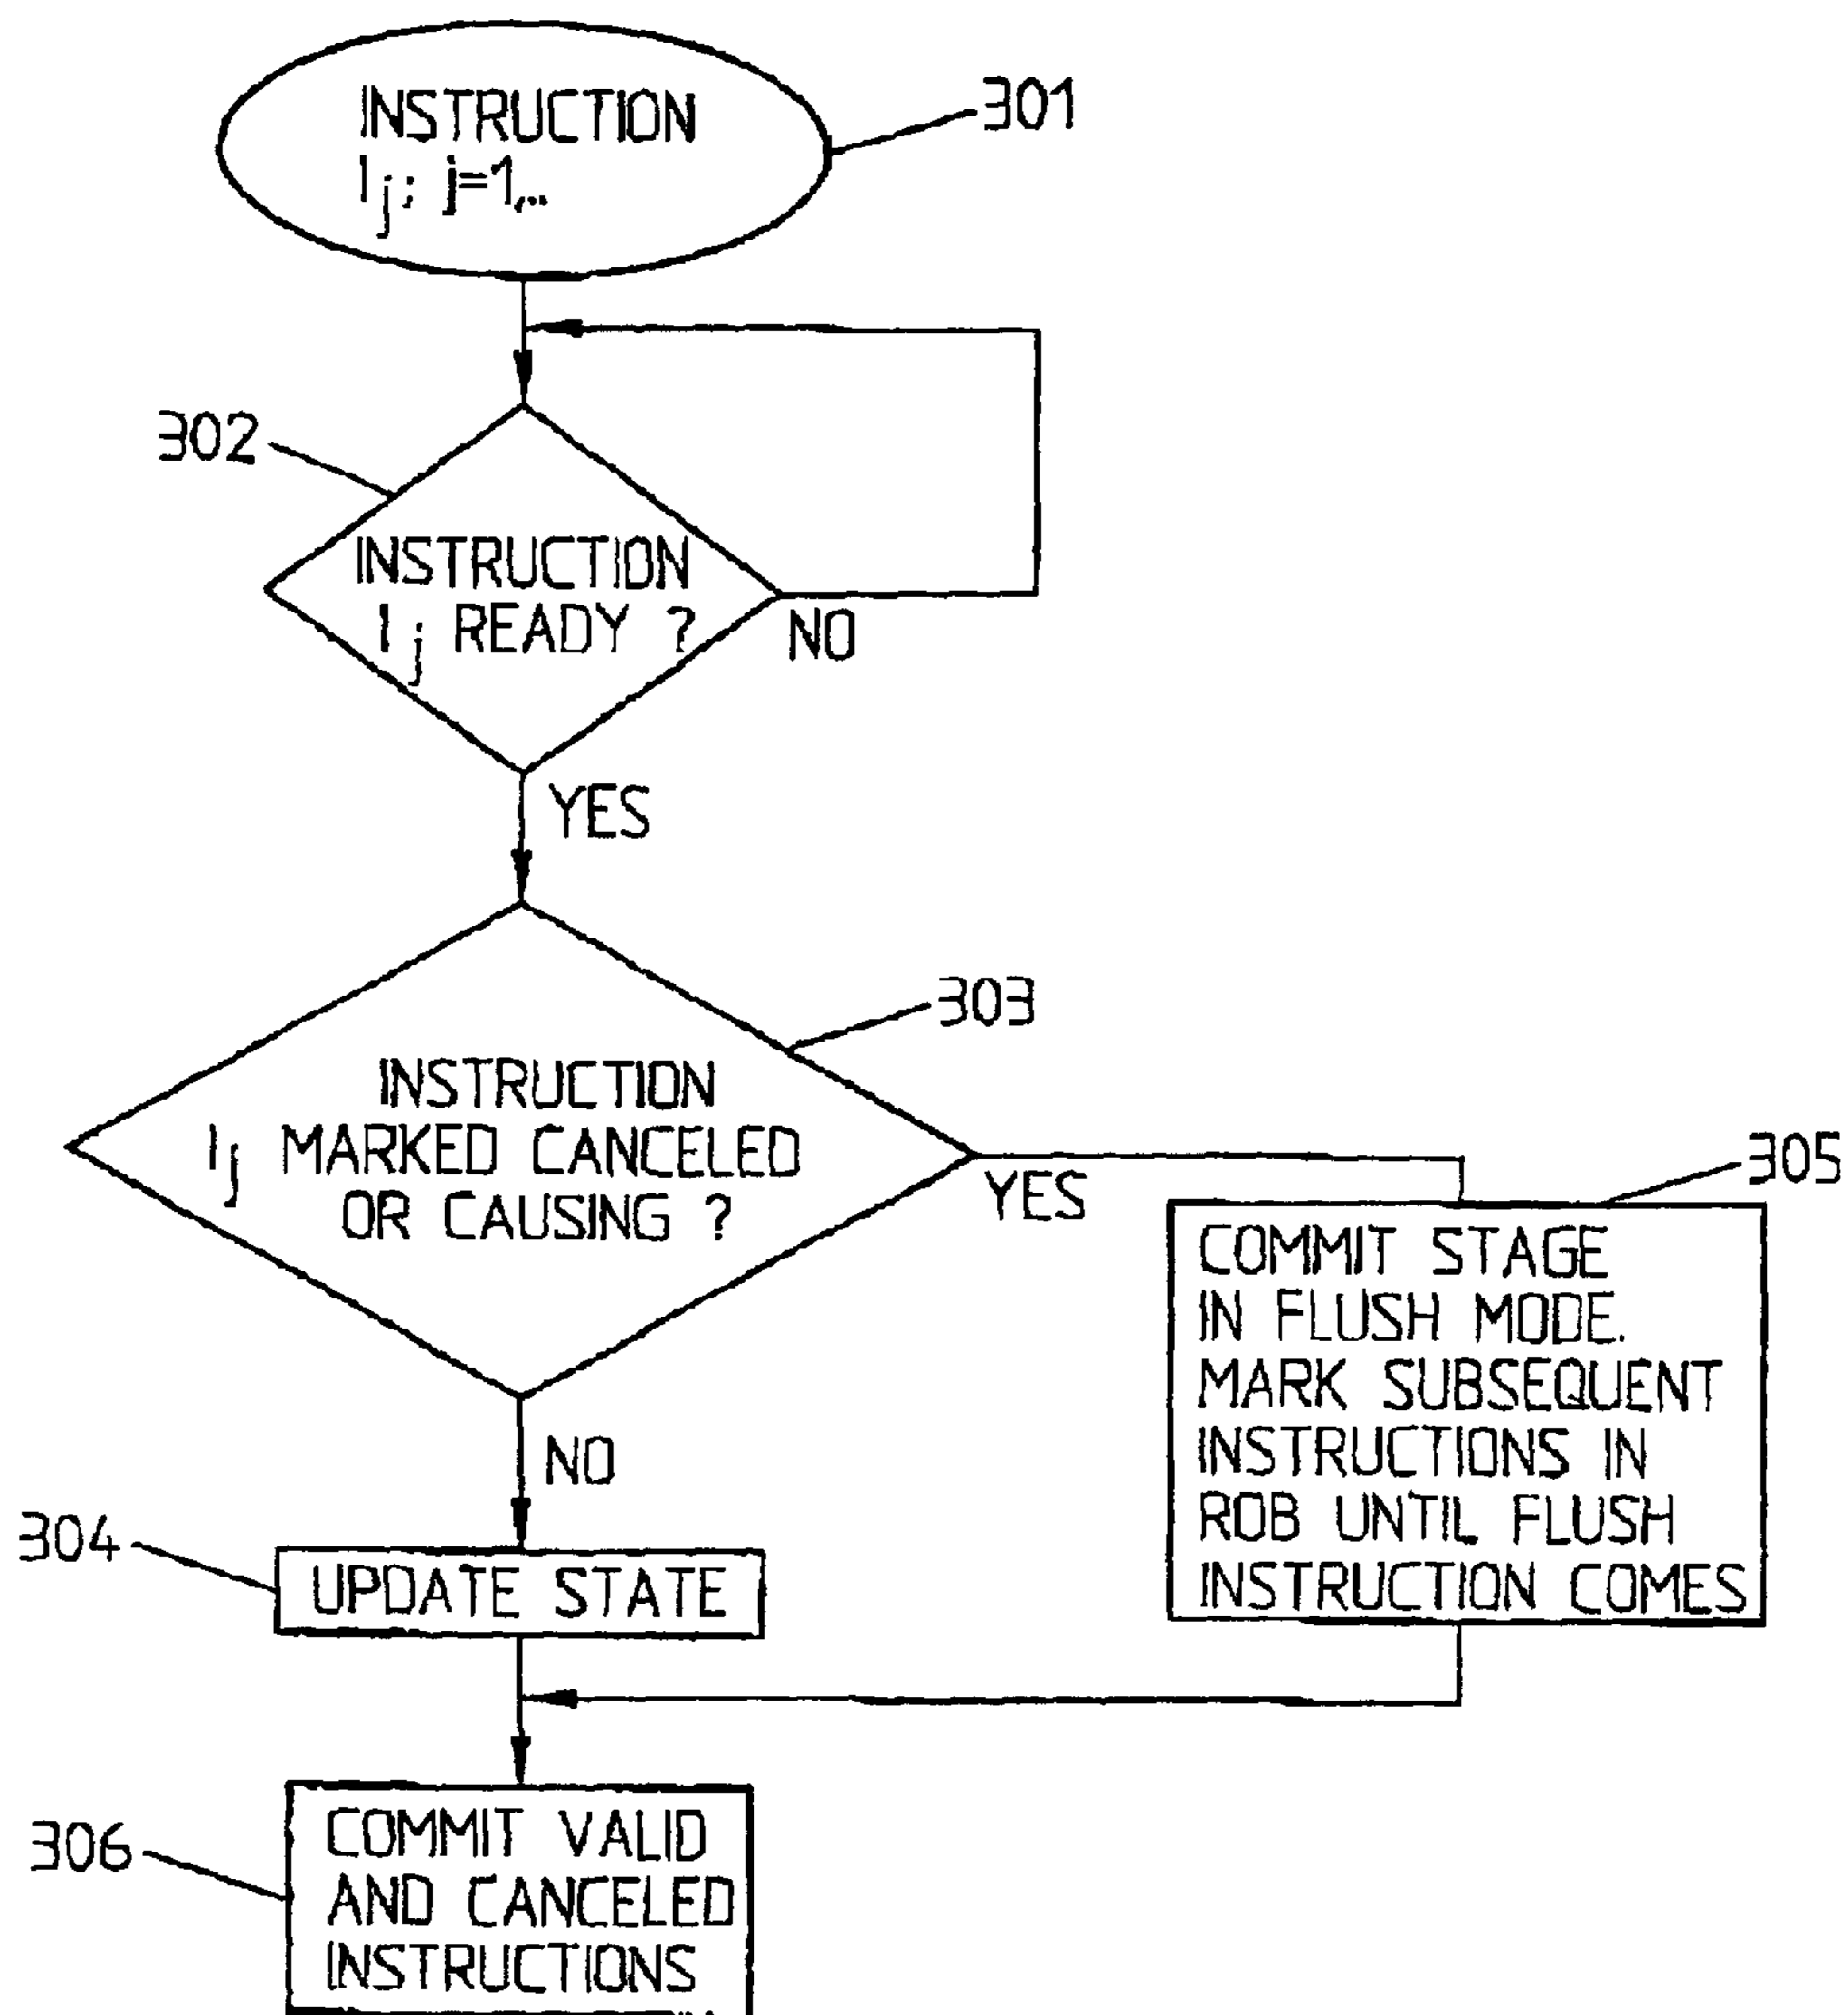 INSTRUCTION
Ij; j=1,..
301
302
INSTRUCTION
Ij READY ?
NO
YES
303
INSTRUCTION
Ij MARKED CANCELED
OR CAUSING ?
YES
305
COMMIT STAGE
IN FLUSH MODE.
MARK SUBSEQUENT
INSTRUCTIONS IN
ROB UNTIL FLUSH
INSTRUCTION COMES
NO
304
UPDATE STATE
306
COMMIT VALID
AND CANCELED
INSTRUCTIONS